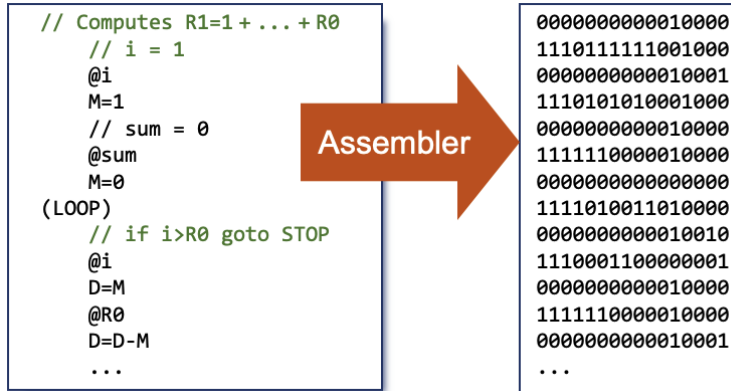 // Computes R1=1 + ... + R0
// i = 1
@i
M=1
// sum = 0
@sum
M=0
(LOOP)
// if i>R0 goto STOP
@i
D=M
@R0
D=D-M
...
Assembler
0000000000010000
1110111111001000
0000000000010001
1110101010001000
0000000000010000
1111110000010000
0000000000000000
1111010011010000
0000000000010010
1110001100000001
0000000000010000
1111110000010000
0000000000010001
...